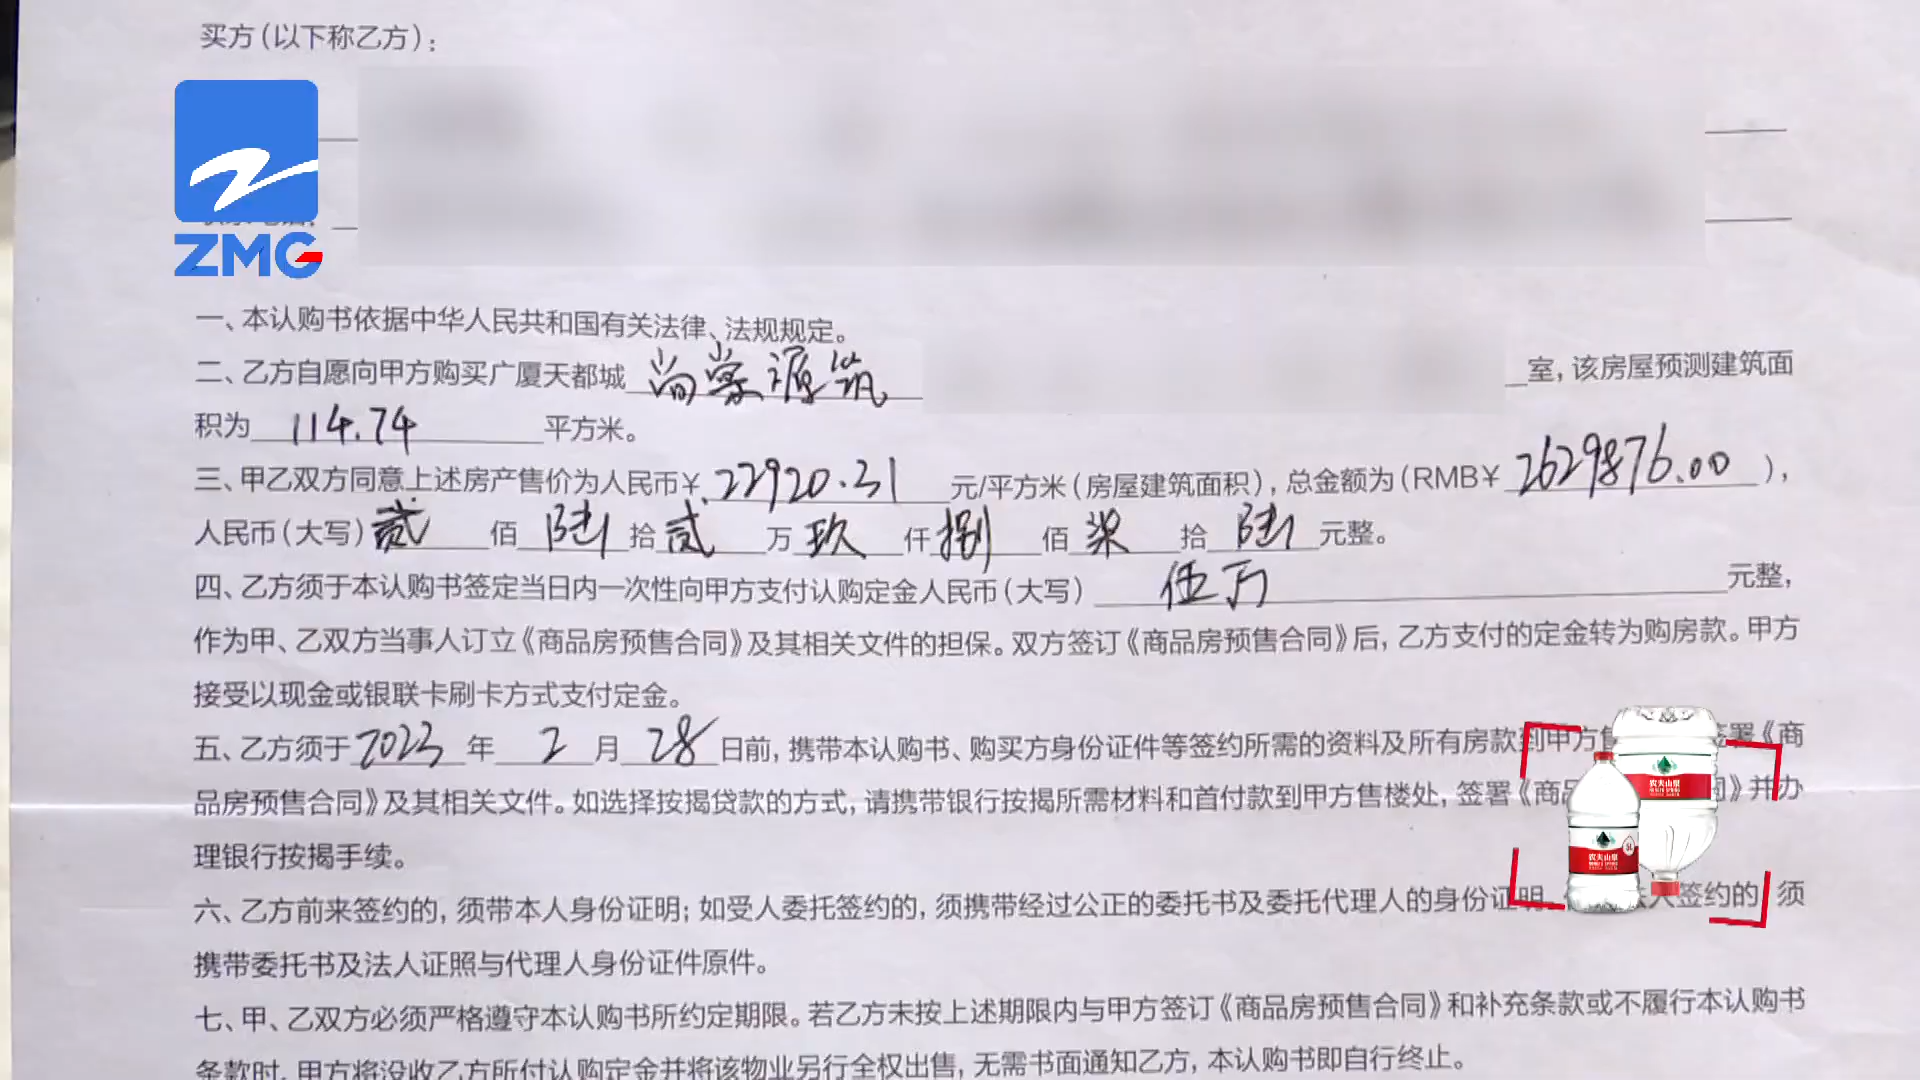 买方（以下称乙方）：
ZMG
一、本认购书依据中华人民共和国有关法律、法规规定。
二、乙方自愿向甲方购买广厦天都城 尚蒙源筑 室，该房屋预测建筑面
积为 114.74 平方米。
三、甲乙双方同意上述房产售价为人民币¥ 22920.31 元/平方米（房屋建筑面积），总金额为（RMB¥ 2629876.00 ），
人民币（大写）贰 佰 陆 拾 贰 万 玖 仟 捌 佰 柒 拾 陆 元整。
四、乙方须于本认购书签定当日内一次性向甲方支付认购定金人民币（大写） 伍万 元整，
作为甲、乙双方当事人订立《商品房预售合同》及其相关文件的担保。双方签订《商品房预售合同》后，乙方支付的定金转为购房款。甲方
接受以现金或银联卡刷卡方式支付定金。
五、乙方须于 2023 年 2 月 28 日前，携带本认购书、购买方身份证件等签约所需的资料及所有房款到甲方售 签署《商
品房预售合同》及其相关文件。如选择按揭贷款的方式，请携带银行按揭所需材料和首付款到甲方售楼处，签署《商品 》并办
理银行按揭手续。
六、乙方前来签约的，须带本人身份证明；如受人委托签约的，须携带经过公正的委托书及委托代理人的身份证明 人签约的，须
携带委托书及法人证照与代理人身份证件原件。
七、甲、乙双方必须严格遵守本认购书所约定期限。若乙方未按上述期限内与甲方签订《商品房预售合同》和补充条款或不履行本认购书
条款时，甲方将没收乙方所付认购定金并将该物业另行全权出售，无需书面通知乙方，本认购书即自行终止。
农夫山泉
农夫山泉